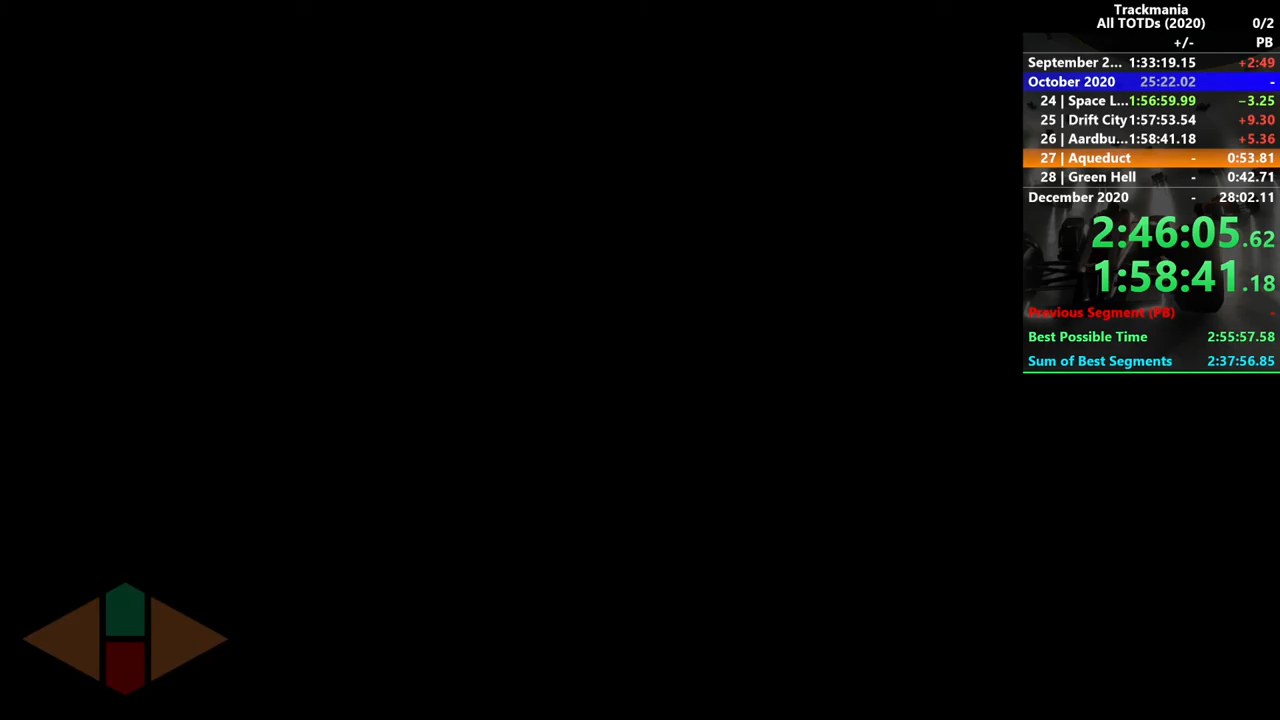 Trackmania
All TOTDs (2020) 0/2
+/- PB
September 2... 1:33:19.15 +2:49
October 2020 25:22.02 -
24 | Space L... 1:56:59.99 −3.25
25 | Drift City 1:57:53.54 +9.30
26 | Aardbu... 1:58:41.18 +5.36
27 | Aqueduct - 0:53.81
28 | Green Hell - 0:42.71
December 2020 - 28:02.11
2:46:05.62
1:58:41.18
Previous Segment (PB) -
Best Possible Time 2:55:57.58
Sum of Best Segments 2:37:56.85